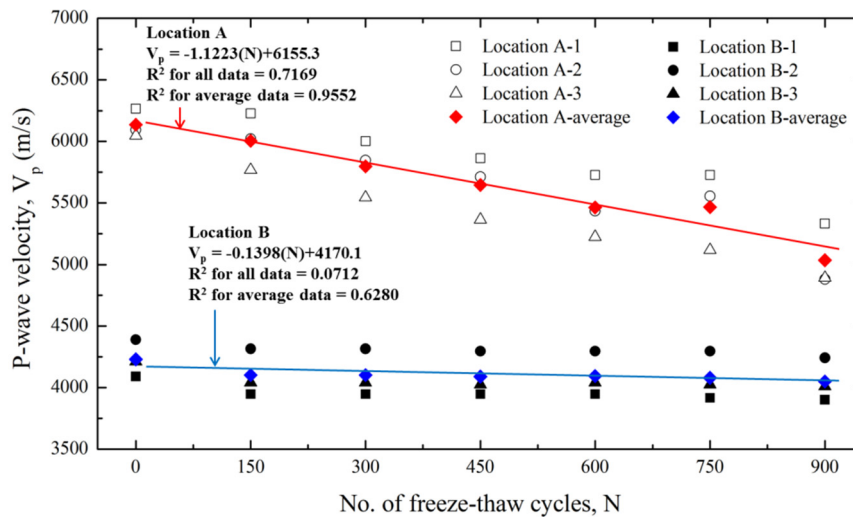 7000
6500
6000
5500
5000
4500
4000
3500
P-wave velocity, Vp (m/s)
Location A
Vp = -1.1223(N)+6155.3
R² for all data = 0.7169
R² for average data = 0.9552
Location A-1
Location A-2
Location A-3
Location A-average
Location B-1
Location B-2
Location B-3
Location B-average
Location B
Vp = -0.1398(N)+4170.1
R² for all data = 0.0712
R² for average data = 0.6280
0 150 300 450 600 750 900
No. of freeze-thaw cycles, N